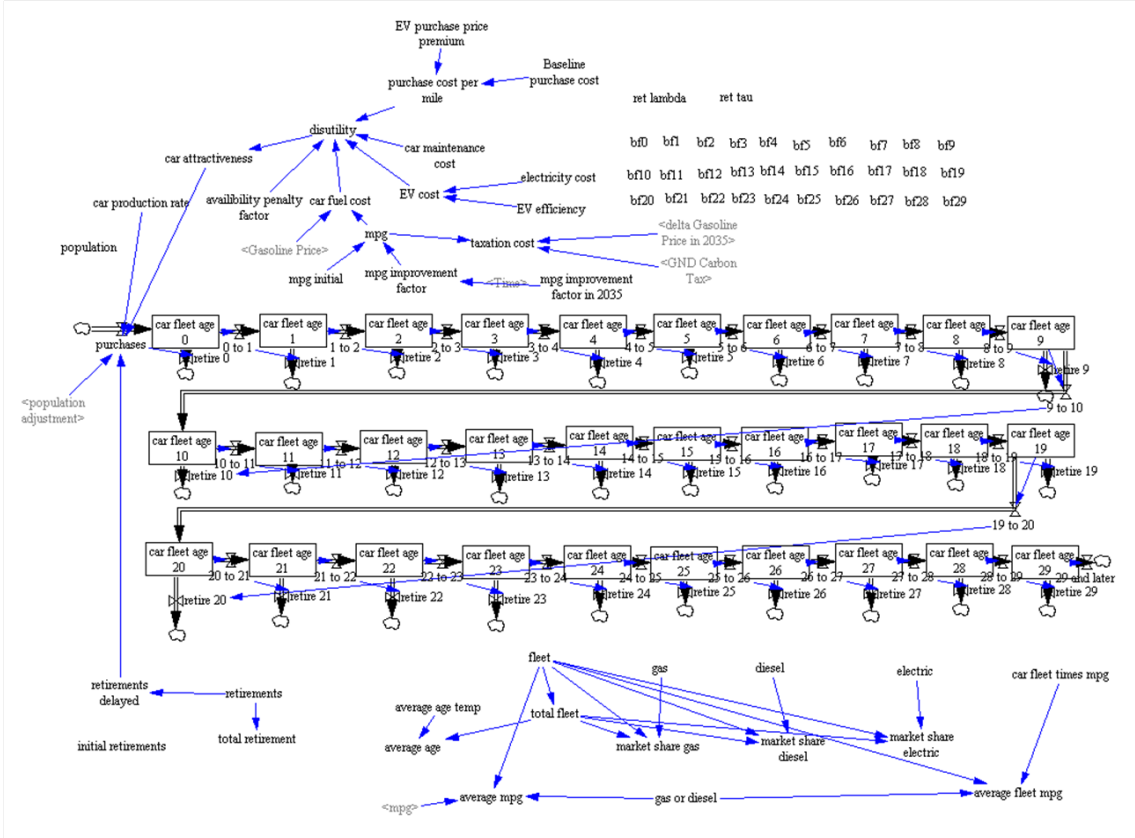 EV purchase price
premium
Baseline
purchase cost
purchase cost per
mile
ret lambda
ret tau
disutility
car attractiveness
car maintenance
cost
bf0 bf1 bf2 bf3 bf4 bf5 bf6 bf7 bf8 bf9
bf10 bf11 bf12 bf13 bf14 bf15 bf16 bf17 bf18 bf19
bf20 bf21 bf22 bf23 bf24 bf25 bf26 bf27 bf28 bf29
electricity cost
car production rate
availibility penalty
factor
car fuel cost
EV cost
EV efficiency
population
<Gasoline Price>
mpg
taxation cost
<delta Gasoline
Price in 2035>
<GND Carbon
Tax>
mpg initial
mpg improvement
factor
<Time>
mpg improvement
factor in 2035
car fleet age
0
car fleet age
1
car fleet age
2
car fleet age
3
car fleet age
4
car fleet age
5
car fleet age
6
car fleet age
7
car fleet age
8
car fleet age
9
purchases
0 to 1
1 to 2
2 to 3
3 to 4
4 to 5
5 to 6
6 to 7
7 to 8
8 to 9
retire 0
retire 1
retire 2
retire 3
retire 4
retire 5
retire 6
retire 7
retire 8
retire 9
<population
adjustment>
9 to 10
car fleet age
10
car fleet age
11
car fleet age
12
car fleet age
13
car fleet age
14
car fleet age
15
car fleet age
16
car fleet age
17
car fleet age
18
car fleet age
19
10 to 11
11 to 12
12 to 13
13 to 14
14 to 15
15 to 16
16 to 17
17 to 18
18 to 19
retire 10
retire 11
retire 12
retire 13
retire 14
retire 15
retire 16
retire 17
retire 18
retire 19
19 to 20
car fleet age
20
car fleet age
21
car fleet age
22
car fleet age
23
car fleet age
24
car fleet age
25
car fleet age
26
car fleet age
27
car fleet age
28
car fleet age
29
20 to 21
21 to 22
22 to 23
23 to 24
24 to 25
25 to 26
26 to 27
27 to 28
28 to 29
29 and later
retire 20
retire 21
retire 22
retire 23
retire 24
retire 25
retire 26
retire 27
retire 28
retire 29
fleet
gas
diesel
electric
car fleet times mpg
retirements
delayed
retirements
average age temp
total fleet
initial retirements
total retirement
average age
market share gas
market share
diesel
market share
electric
<mpg>
average mpg
gas or diesel
average fleet mpg